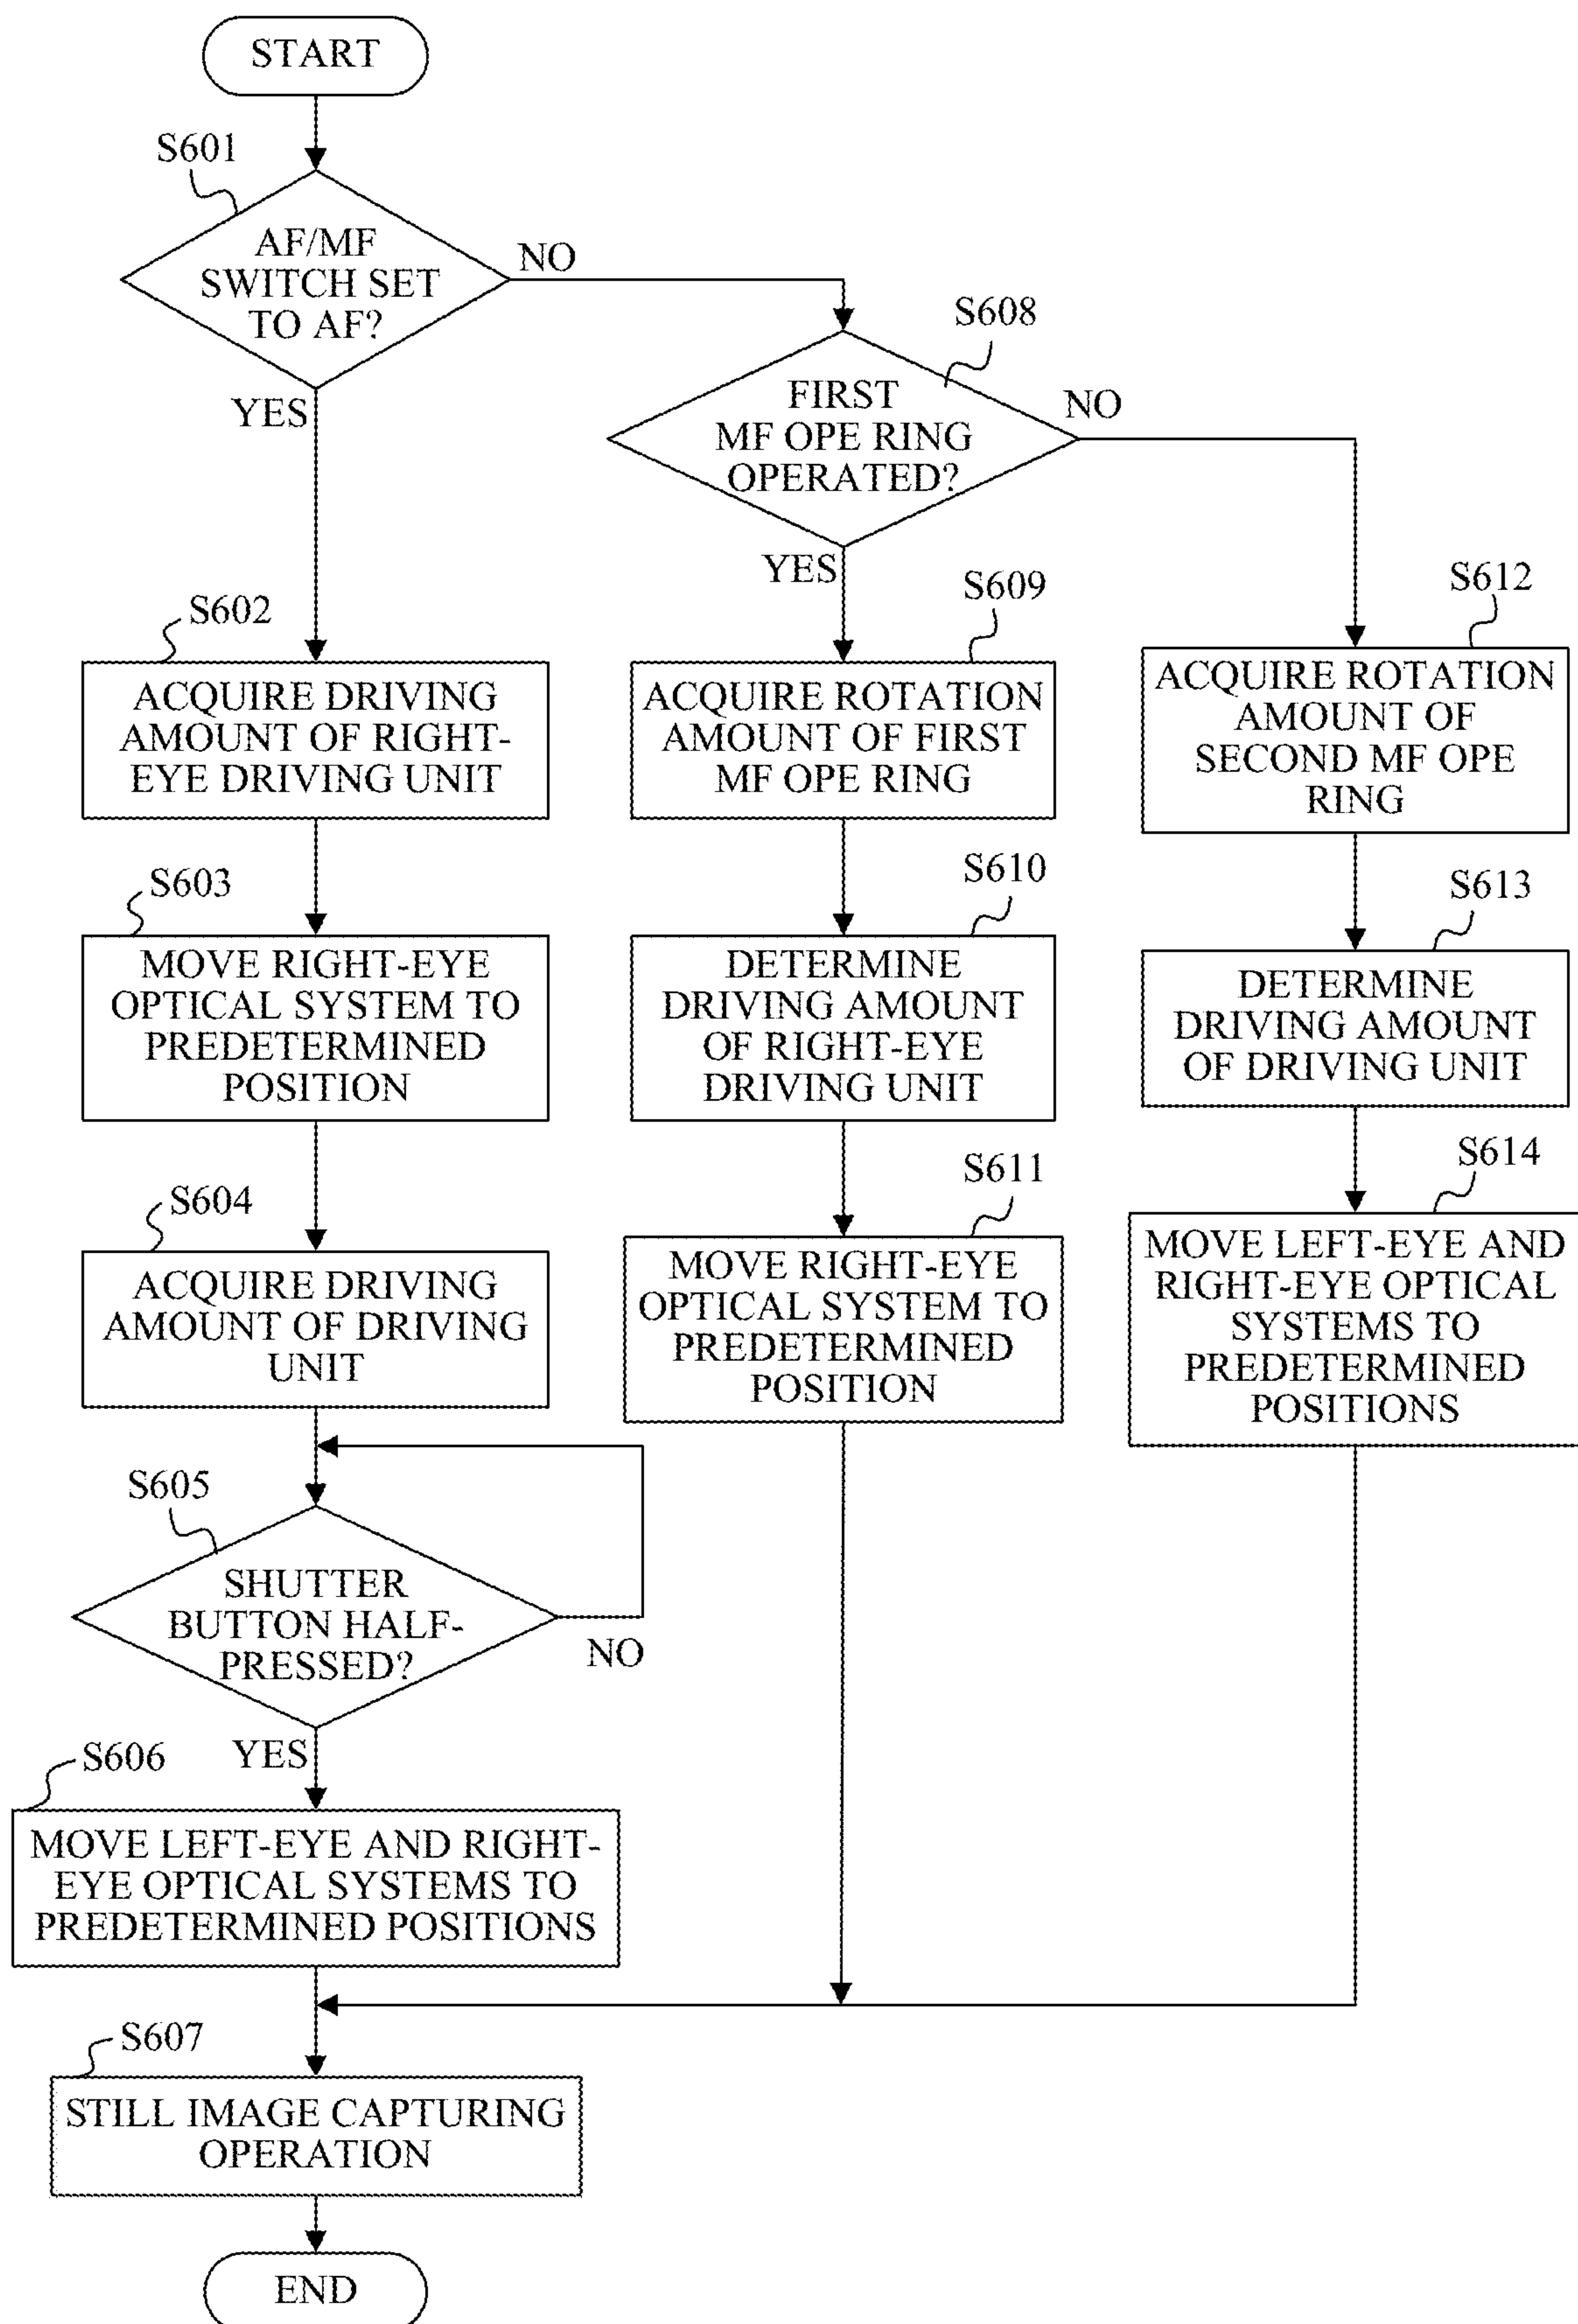 START
S601
AF/MF
SWITCH SET
TO AF?
NO
YES
S608
FIRST
MF OPE RING
OPERATED?
NO
YES
S602
ACQUIRE DRIVING
AMOUNT OF RIGHT-
EYE DRIVING UNIT
S609
ACQUIRE ROTATION
AMOUNT OF FIRST
MF OPE RING
S612
ACQUIRE ROTATION
AMOUNT OF
SECOND MF OPE
RING
S603
MOVE RIGHT-EYE
OPTICAL SYSTEM TO
PREDETERMINED
POSITION
S610
DETERMINE
DRIVING AMOUNT
OF RIGHT-EYE
DRIVING UNIT
S613
DETERMINE
DRIVING AMOUNT
OF DRIVING UNIT
S604
ACQUIRE DRIVING
AMOUNT OF DRIVING
UNIT
S611
MOVE RIGHT-EYE
OPTICAL SYSTEM TO
PREDETERMINED
POSITION
S614
MOVE LEFT-EYE AND
RIGHT-EYE OPTICAL
SYSTEMS TO
PREDETERMINED
POSITIONS
S605
SHUTTER
BUTTON HALF-
PRESSED?
NO
YES
S606
MOVE LEFT-EYE AND RIGHT-
EYE OPTICAL SYSTEMS TO
PREDETERMINED POSITIONS
S607
STILL IMAGE CAPTURING
OPERATION
END